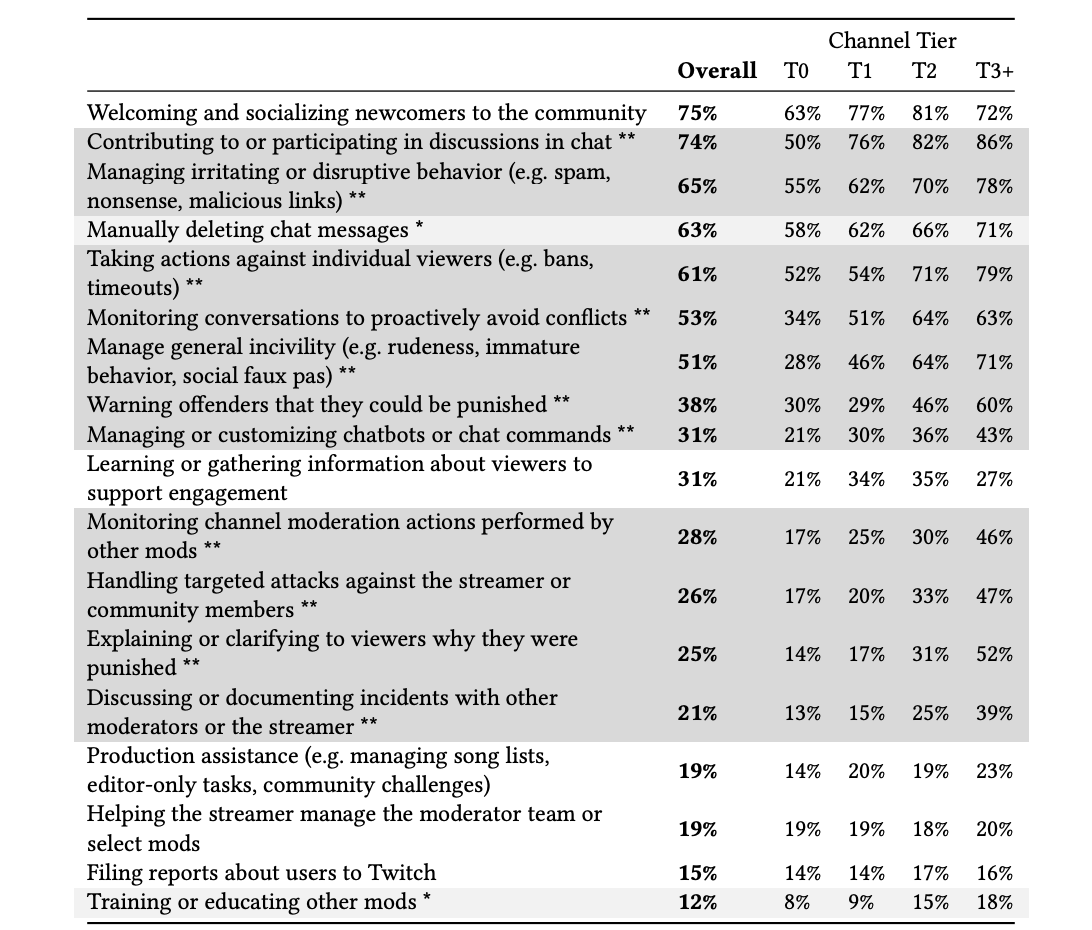 Channel Tier
Overall T0 T1 T2 T3+
Welcoming and socializing newcomers to the community 75% 63% 77% 81% 72%
Contributing to or participating in discussions in chat ** 74% 50% 76% 82% 86%
Managing irritating or disruptive behavior (e.g. spam,
nonsense, malicious links) ** 65% 55% 62% 70% 78%
Manually deleting chat messages * 63% 58% 62% 66% 71%
Taking actions against individual viewers (e.g. bans,
timeouts) ** 61% 52% 54% 71% 79%
Monitoring conversations to proactively avoid conflicts ** 53% 34% 51% 64% 63%
Manage general incivility (e.g. rudeness, immature
behavior, social faux pas) ** 51% 28% 46% 64% 71%
Warning offenders that they could be punished ** 38% 30% 29% 46% 60%
Managing or customizing chatbots or chat commands ** 31% 21% 30% 36% 43%
Learning or gathering information about viewers to
support engagement 31% 21% 34% 35% 27%
Monitoring channel moderation actions performed by
other mods ** 28% 17% 25% 30% 46%
Handling targeted attacks against the streamer or
community members ** 26% 17% 20% 33% 47%
Explaining or clarifying to viewers why they were
punished ** 25% 14% 17% 31% 52%
Discussing or documenting incidents with other
moderators or the streamer ** 21% 13% 15% 25% 39%
Production assistance (e.g. managing song lists,
editor-only tasks, community challenges) 19% 14% 20% 19% 23%
Helping the streamer manage the moderator team or
select mods 19% 19% 19% 18% 20%
Filing reports about users to Twitch 15% 14% 14% 17% 16%
Training or educating other mods * 12% 8% 9% 15% 18%